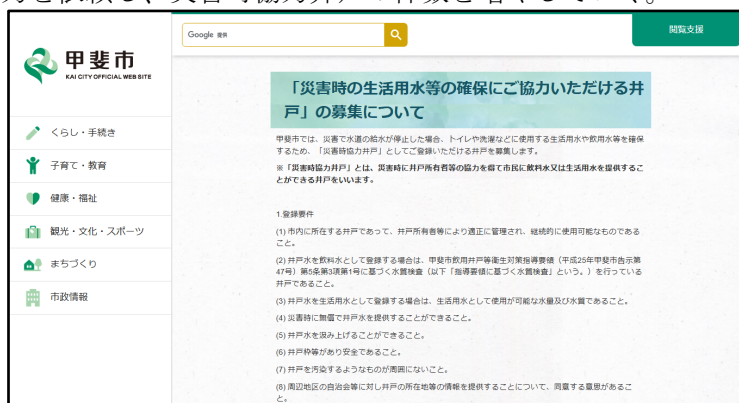 力を依頼し、災害時協力井戸の件数を増やしていく。
甲斐市
KAI CITY OFFICIAL WEB SITE
くらし・手続き
子育て・教育
健康・福祉
観光・文化・スポーツ
まちづくり
市政情報
Google 提供
閲覧支援
「災害時の生活用水等の確保にご協力いただける井
戸」の募集について
甲斐市では、災害で水道の給水が停止した場合、トイレや洗濯などに使用する生活用水や飲用水等を確保
するため、「災害時協力井戸」としてご登録いただける井戸を募集します。
※「災害時協力井戸」とは、災害時に井戸所有者等の協力を得て市民に飲料水又は生活用水を提供するこ
とができる井戸をいいます。
1.登録要件
(1) 市内に所在する井戸であって、井戸所有者等により適正に管理され、継続的に使用可能なものである
こと。
(2) 井戸水を飲料水として登録する場合は、甲斐市飲用井戸等衛生対策指導要領（平成25年甲斐市告示第
47号）第5条第3項第1号に基づく水質検査（以下「指導要領に基づく水質検査」という。）を行っている
井戸であること。
(3) 井戸水を生活用水として登録する場合は、生活用水として使用が可能な水量及び水質であること。
(4) 災害時に無償で井戸水を提供することができること。
(5) 井戸水を汲み上げることができること。
(6) 井戸枠等があり安全であること。
(7) 井戸を汚染するようなものが周囲にないこと。
(8) 周辺地区の自治会等に対し井戸の所在地等の情報を提供することについて、同意する意思があるこ
と。